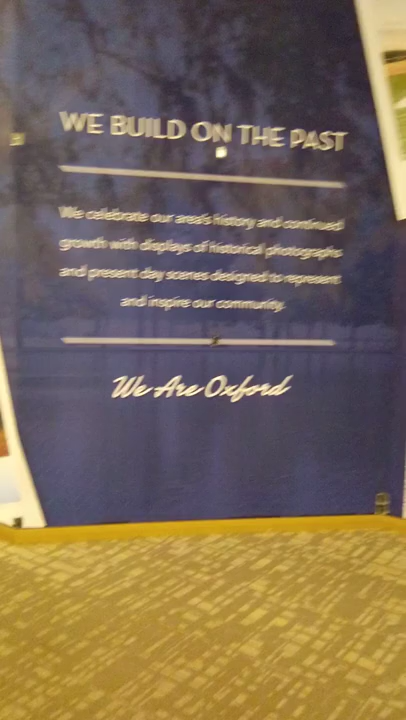 WE BUILD ON THE PAST
We celebrate our area's history and continued
growth with displays of historical photographs
and present day scenes designed to represent
and inspire our community.
We Are Oxford